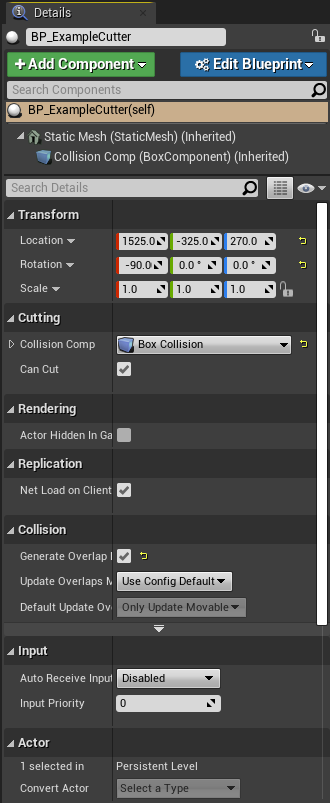 Details
BP_ExampleCutter
Add Component
Edit Blueprint
Search Components
BP_ExampleCutter(self)
Static Mesh (StaticMesh) (Inherited)
Collision Comp (BoxComponent) (Inherited)
Search Details
Transform
Location 1525.0 -325.0 270.0
Rotation -90.0 0.0 ° 0.0 °
Scale 1.0 1.0 1.0
Cutting
Collision Comp Box Collision
Can Cut
Rendering
Actor Hidden In Ga
Replication
Net Load on Client
Collision
Generate Overlap
Update Overlaps M Use Config Default
Default Update Ove Only Update Movable
Input
Auto Receive Input Disabled
Input Priority 0
Actor
1 selected in Persistent Level
Convert Actor Select a Type